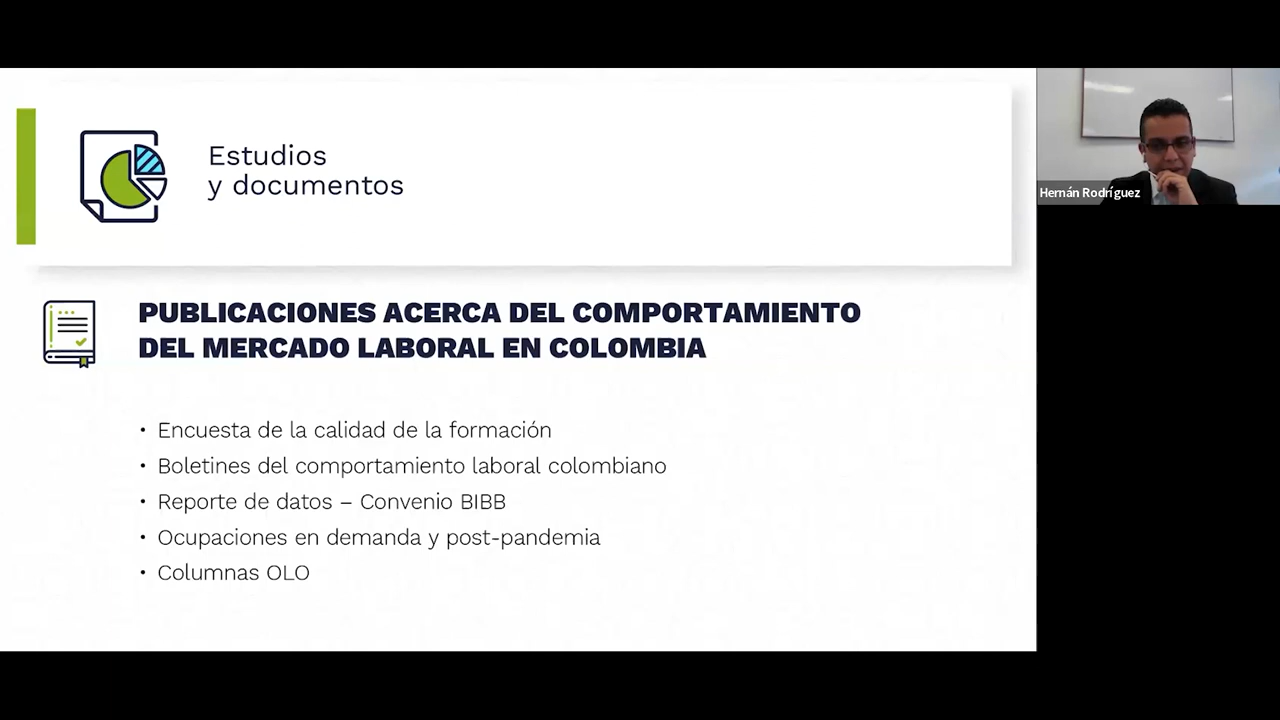 Estudios
y documentos
Hernán Rodríguez
PUBLICACIONES ACERCA DEL COMPORTAMIENTO
DEL MERCADO LABORAL EN COLOMBIA
• Encuesta de la calidad de la formación
• Boletines del comportamiento laboral colombiano
• Reporte de datos – Convenio BIBB
• Ocupaciones en demanda y post-pandemia
• Columnas OLO